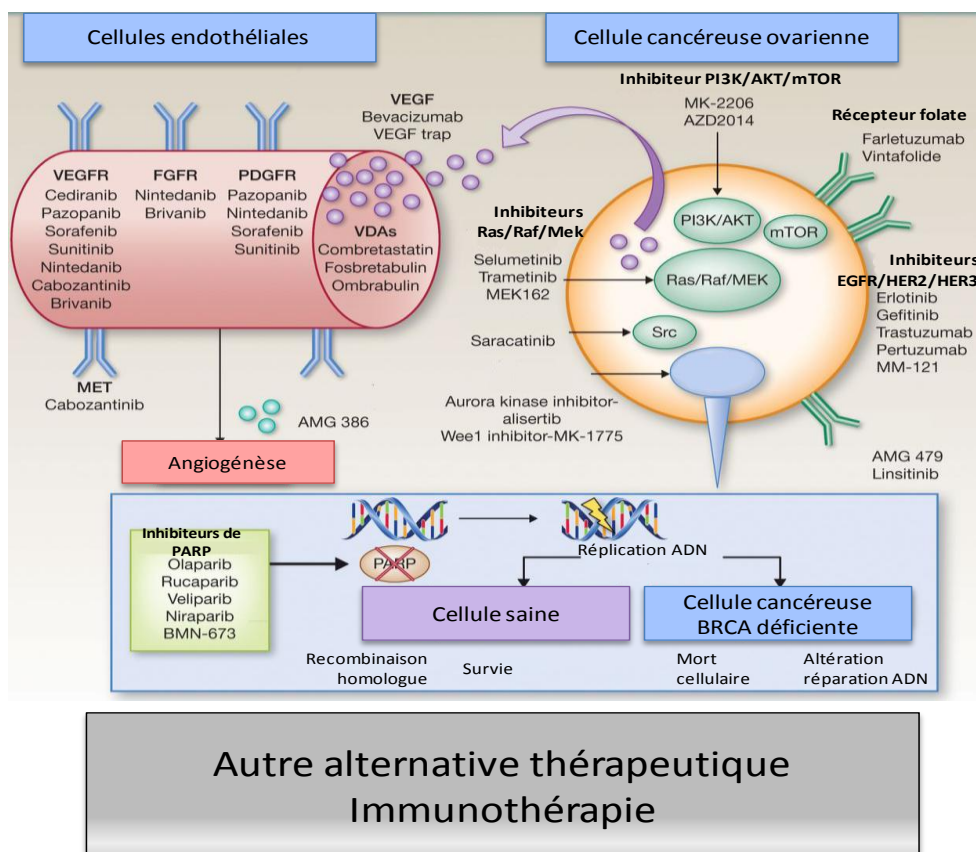 Cellules endothéliales
Cellule cancéreuse ovarienne
VEGF
Bevacizumab
VEGF trap
VEGFR
Cediranib
Pazopanib
Sorafenib
Sunitinib
Nintedanib
Cabozantinib
Brivanib
FGFR
Nintedanib
Brivanib
PDGFR
Pazopanib
Nintedanib
Sorafenib
Sunitinib
VDAs
Combretastatin
Fosbretabulin
Ombrabulin
MET
Cabozantinib
AMG 386
Angiogénèse
Inhibiteur PI3K/AKT/mTOR
MK-2206
AZD2014
Récepteur folate
Farletuzumab
Vintafolide
PI3K/AKT
mTOR
Inhibiteurs
Ras/Raf/Mek
Selumetinib
Trametinib
MEK162
Ras/Raf/MEK
Inhibiteurs
EGFR/HER2/HER3
Erlotinib
Gefitinib
Trastuzumab
Pertuzumab
MM-121
Saracatinib
Src
Aurora kinase inhibitor-
alisertib
Wee1 inhibitor-MK-1775
AMG 479
Linsitinib
Inhibiteurs de
PARP
Olaparib
Rucaparib
Veliparib
Niraparib
BMN-673
PARP
Réplication ADN
Cellule saine
Cellule cancéreuse
BRCA déficiente
Recombinaison
homologue
Survie
Mort
cellulaire
Altération
réparation ADN
Autre alternative thérapeutique
Immunothérapie